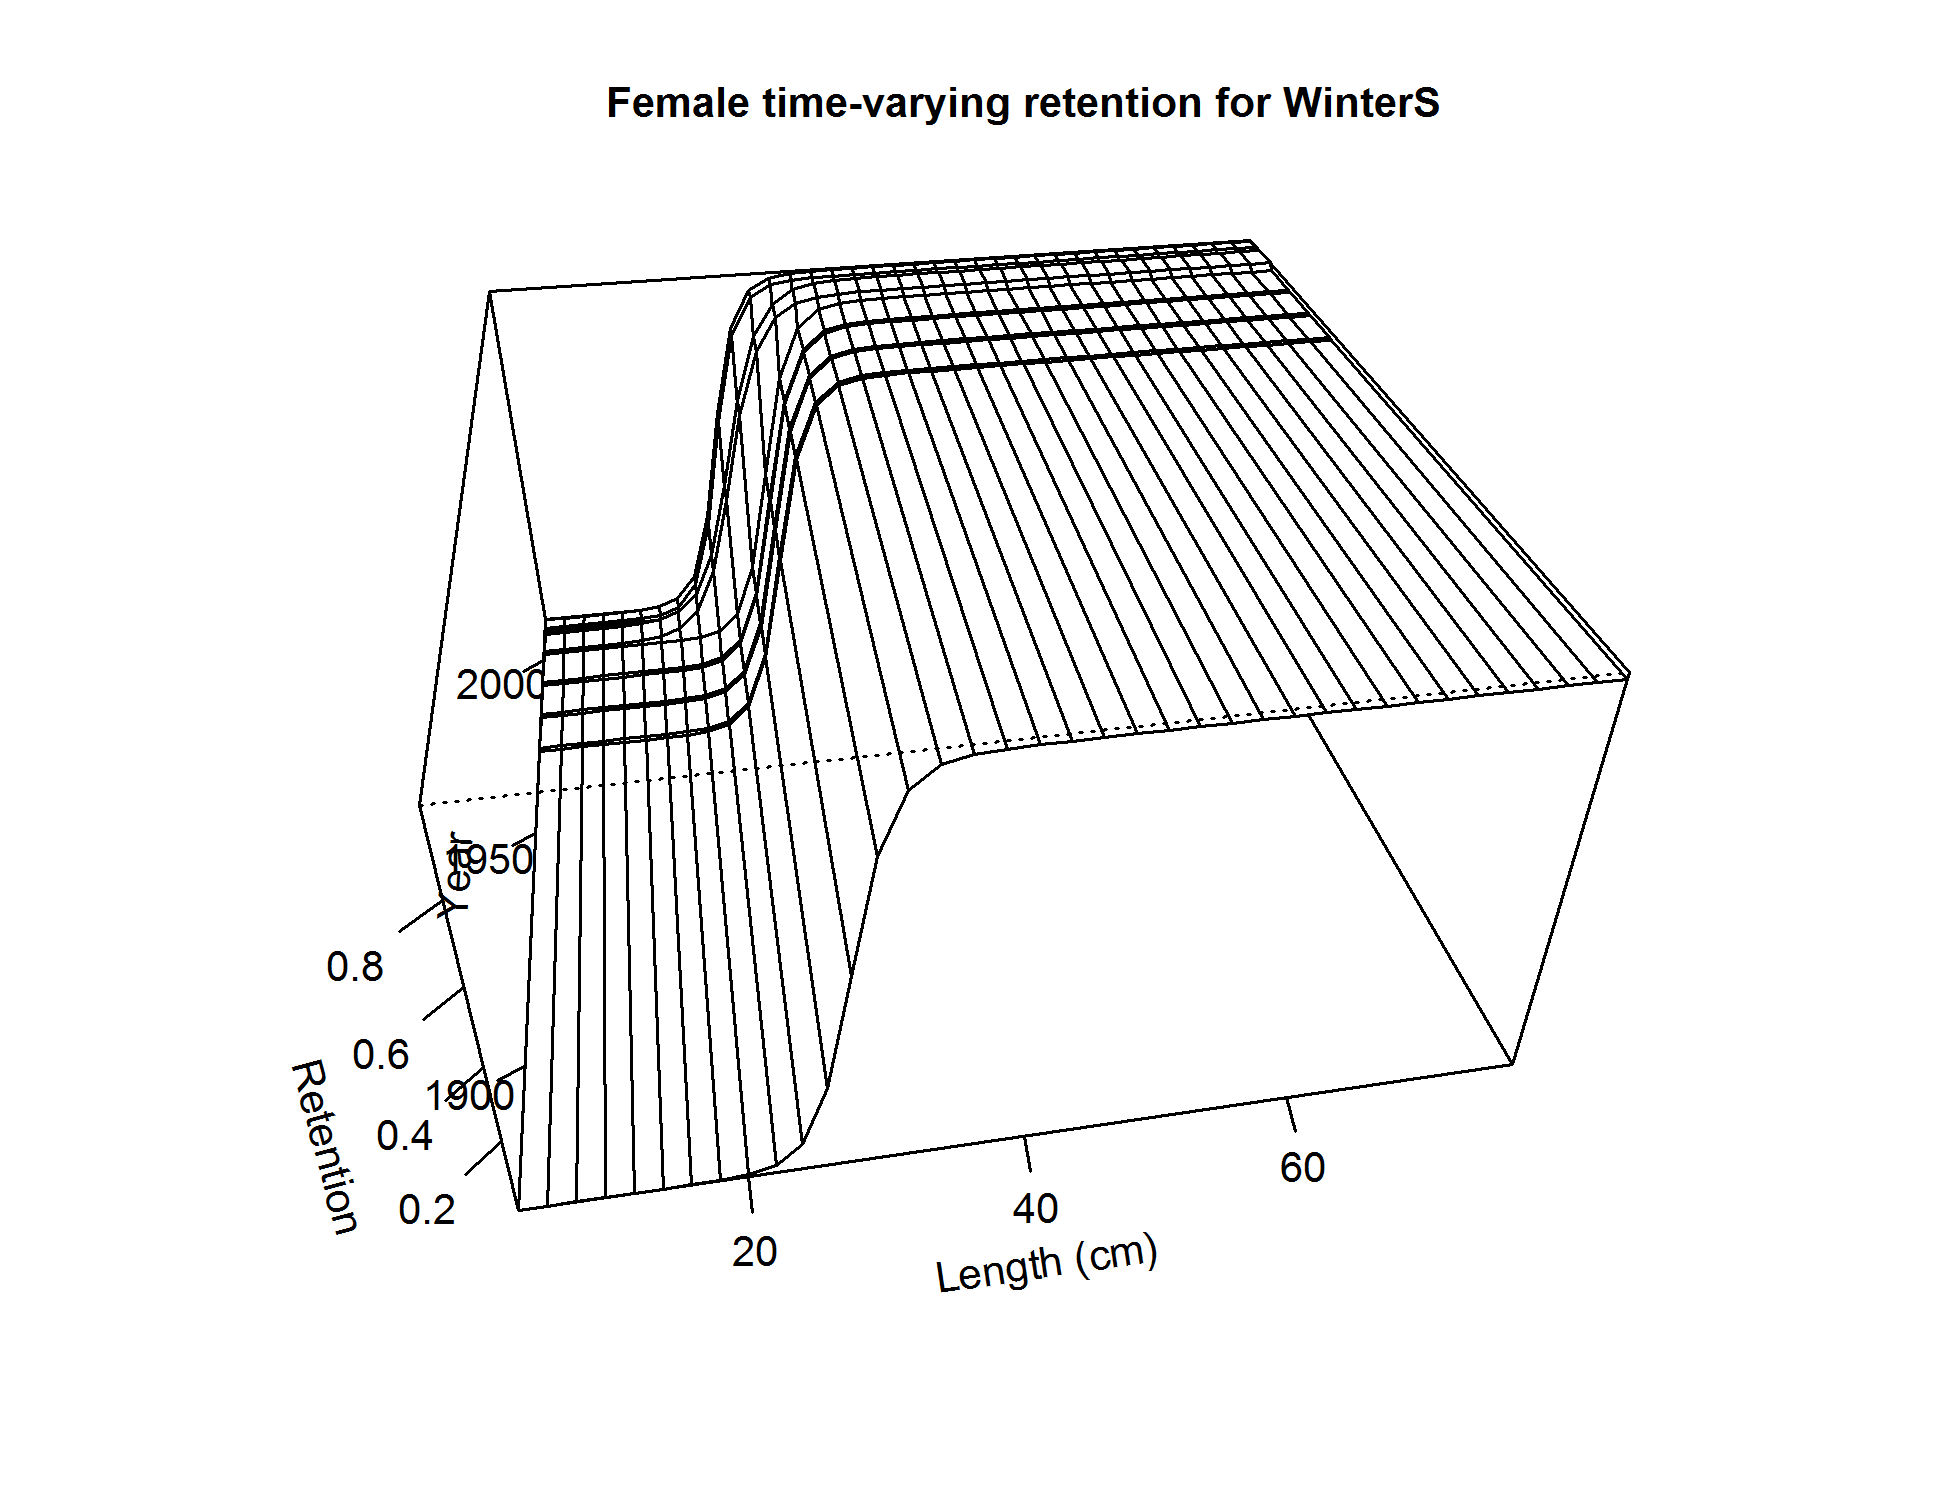 Female time-varying retention for WinterS
2000
1950
Year
0.8
0.6
1900
0.4
0.2
Retention
20
40
60
Length (cm)